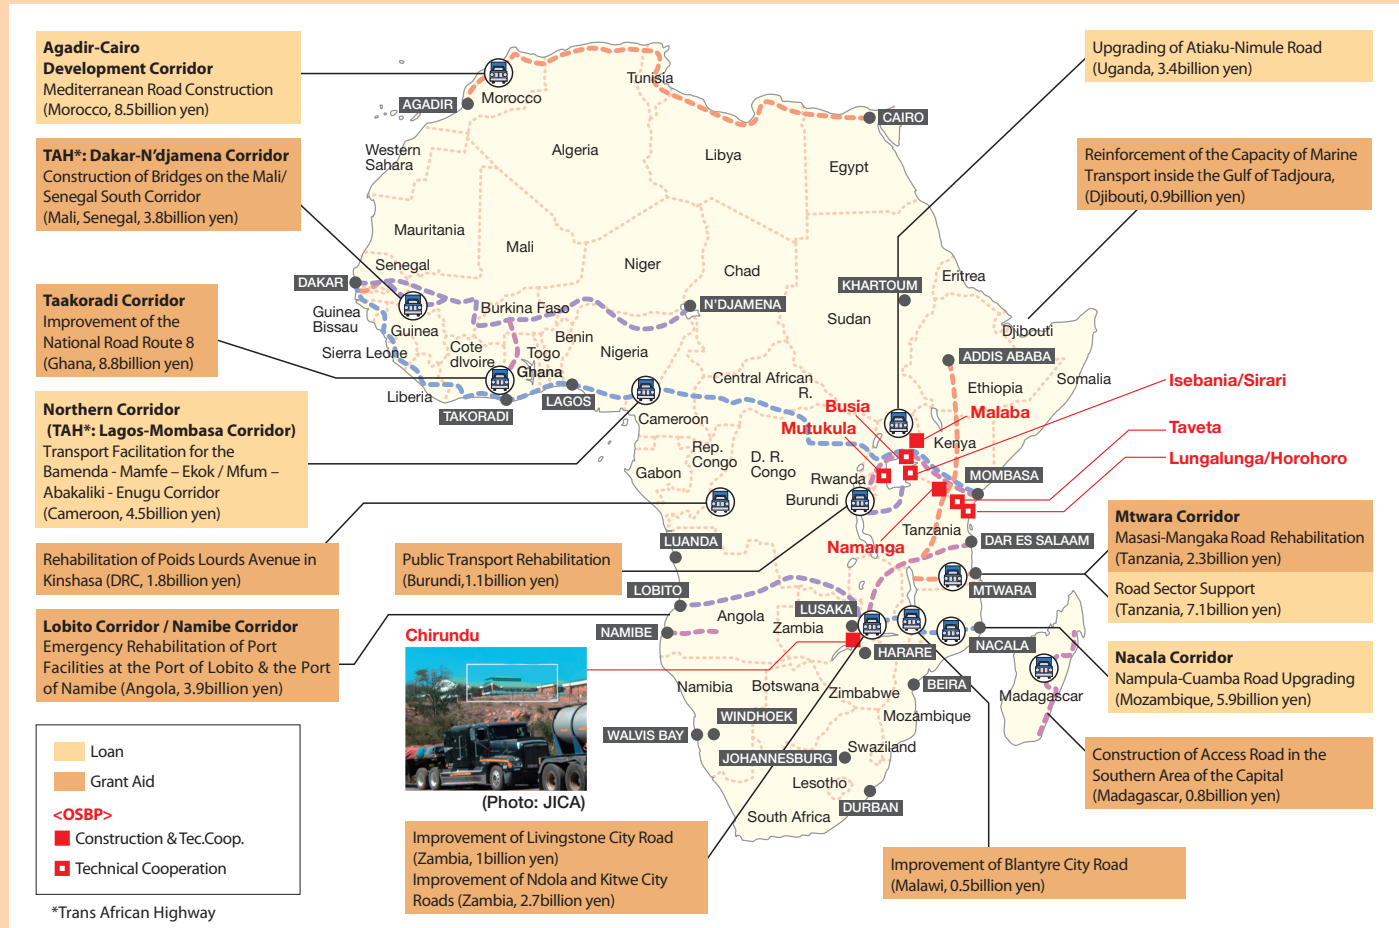 Agadir-Cairo
Development Corridor
Mediterranean Road Construction
(Morocco, 8.5billion yen)
TAH*: Dakar-N'djamena Corridor
Construction of Bridges on the Mali/
Senegal South Corridor
(Mali, Senegal, 3.8billion yen)
Taakoradi Corridor
Improvement of the
National Road Route 8
(Ghana, 8.8billion yen)
Northern Corridor
(TAH*: Lagos-Mombasa Corridor)
Transport Facilitation for the
Bamenda - Mamfe – Ekok / Mfum –
Abakaliki - Enugu Corridor
(Cameroon, 4.5billion yen)
Rehabilitation of Poids Lourds Avenue in
Kinshasa (DRC, 1.8billion yen)
Lobito Corridor / Namibe Corridor
Emergency Rehabilitation of Port
Facilities at the Port of Lobito & the Port
of Namibe (Angola, 3.9billion yen)
Loan
Grant Aid
<OSBP>
Construction & Tec.Coop.
Technical Cooperation
*Trans African Highway
Public Transport Rehabilitation
(Burundi,1.1billion yen)
Chirundu
(Photo: JICA)
Improvement of Livingstone City Road
(Zambia, 1billion yen)
Improvement of Ndola and Kitwe City
Roads (Zambia, 2.7billion yen)
Improvement of Blantyre City Road
(Malawi, 0.5billion yen)
Upgrading of Atiaku-Nimule Road
(Uganda, 3.4billion yen)
Reinforcement of the Capacity of Marine
Transport inside the Gulf of Tadjoura,
(Djibouti, 0.9billion yen)
Isebania/Sirari
Malaba
Busia
Mutukula
Taveta
Lungalunga/Horohoro
Namanga
Mtwara Corridor
Masasi-Mangaka Road Rehabilitation
(Tanzania, 2.3billion yen)
Road Sector Support
(Tanzania, 7.1billion yen)
Nacala Corridor
Nampula-Cuamba Road Upgrading
(Mozambique, 5.9billion yen)
Construction of Access Road in the
Southern Area of the Capital
(Madagascar, 0.8billion yen)
Tunisia
AGADIR
Morocco
CAIRO
Western
Sahara
Algeria
Libya
Egypt
Mauritania
Mali
Niger
Chad
Senegal
DAKAR
Eritrea
KHARTOUM
N'DJAMENA
Guinea
Bissau
Burkina Faso
Sudan
Guinea
Djibouti
Sierra Leone
Cote
dIvoire
Benin
Togo
Nigeria
ADDIS ABABA
Ghana
Central African
R.
Ethiopia
Somalia
Liberia
TAKORADI
LAGOS
Cameroon
Kenya
Rep.
Congo
Gabon
D. R.
Congo
Rwanda
Burundi
MOMBASA
Tanzania
LUANDA
DAR ES SALAAM
LOBITO
MTWARA
Angola
LUSAKA
Zambia
NAMIBE
HARARE
NACALA
Namibia
Botswana
Zimbabwe
BEIRA
Madagascar
Mozambique
WINDHOEK
WALVIS BAY
Swaziland
JOHANNESBURG
Lesotho
DURBAN
South Africa